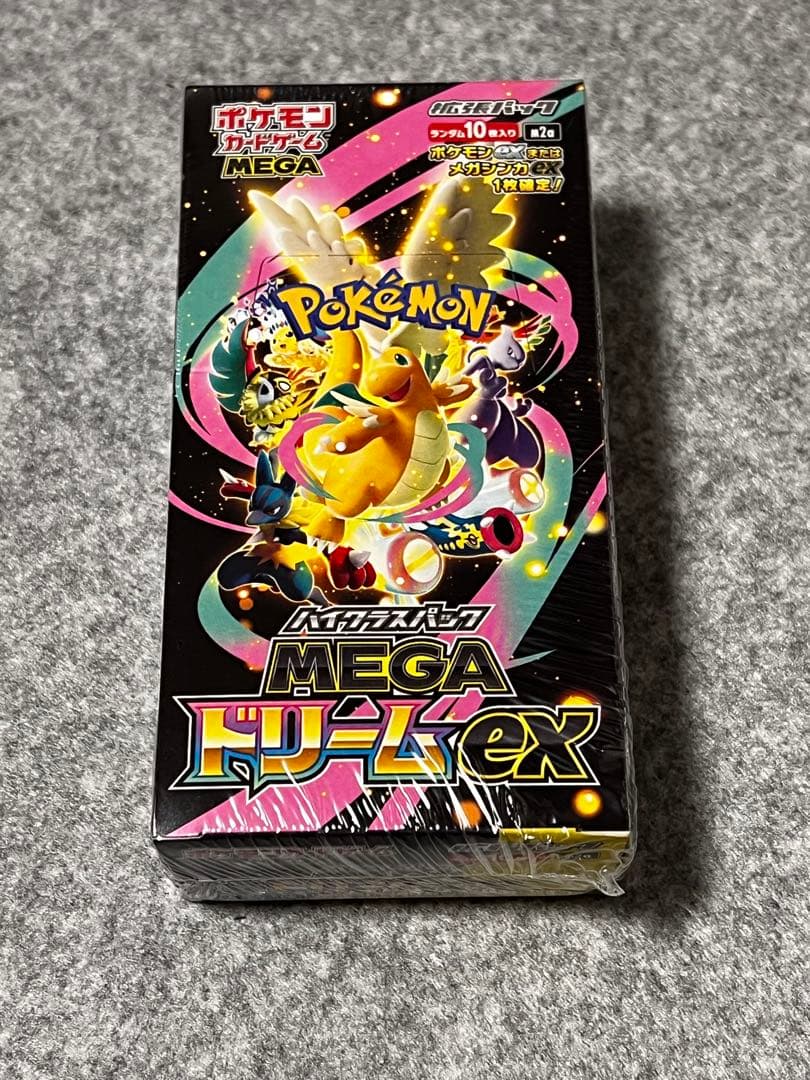 ポケモン
カードゲーム
MEGA
拡張パック
ランダム10枚入り M2a
ポケモンexまたは
メガシンカex
1枚確定!
POKéMON
ハイクラスパック
MEGA
ドリームex